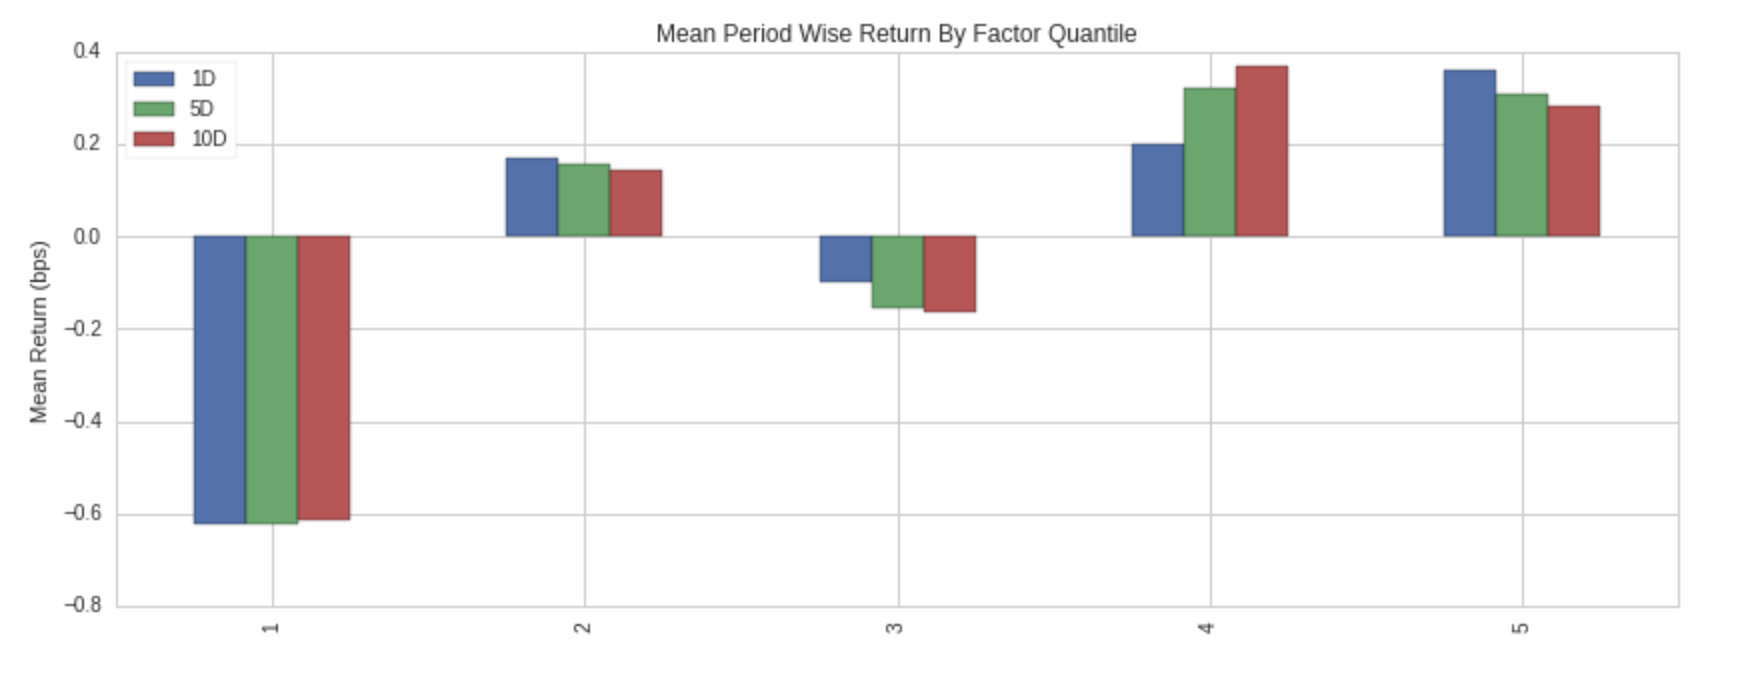 Mean Period Wise Return By Factor Quantile
0.4
0.2
0.0
−0.2
−0.4
−0.6
−0.8
Mean Return (bps)
1D
5D
10D
1
2
3
4
5